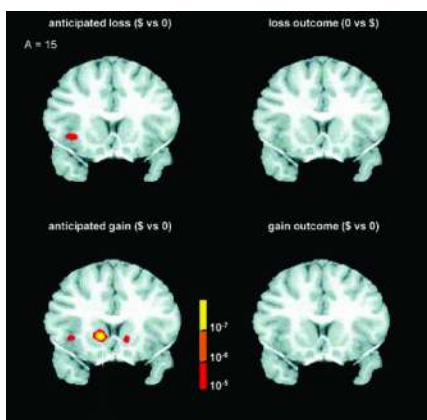 anticipated loss ($ vs 0)
loss outcome (0 vs $)
A = 15
anticipated gain ($ vs 0)
gain outcome ($ vs 0)
10-7
10-6
10-5